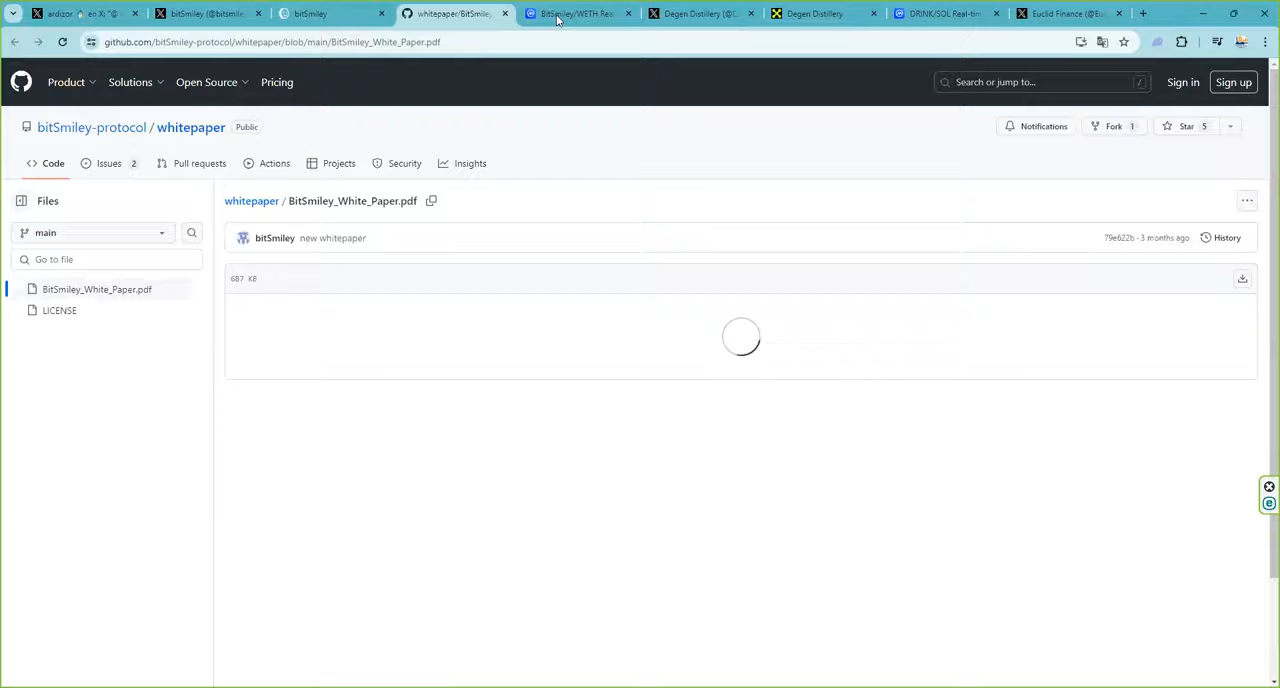 ardizor en X: "@
bitSmiley (@bitsmile
bitSmiley
whitepaper/BitSmiley
BitSmiley/WETH Rea
Degen Distillery (@D
Degen Distillery
DRINK/SOL Real-tim
Euclid Finance (@Eu
github.com/bitSmiley-protocol/whitepaper/blob/main/BitSmiley_White_Paper.pdf
Product
Solutions
Open Source
Pricing
Search or jump to...
/
Sign in
Sign up
bitSmiley-protocol / whitepaper
Public
Notifications
Fork 1
Star 5
Code
Issues 2
Pull requests
Actions
Projects
Security
Insights
Files
main
Go to file
BitSmiley_White_Paper.pdf
LICENSE
whitepaper / BitSmiley_White_Paper.pdf
bitSmiley new whitepaper
79e622b · 3 months ago
History
687 KB